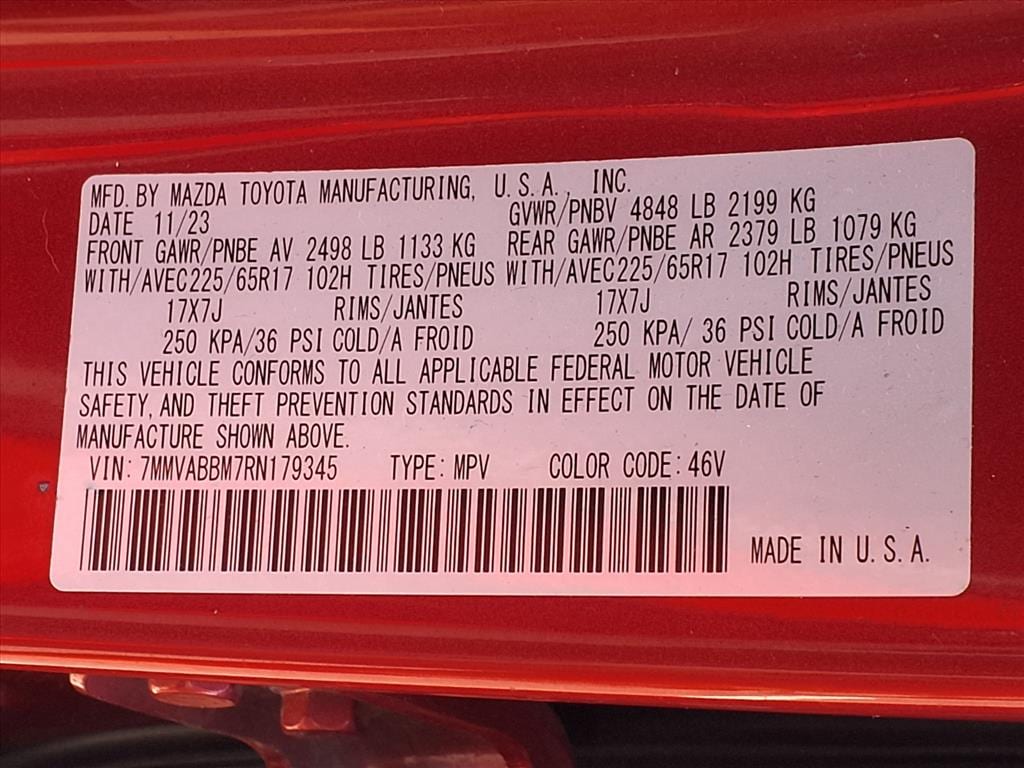 MFD. BY MAZDA TOYOTA MANUFACTURING, U.S.A., INC.
DATE 11/23 GVWR/PNBV 4848 LB 2199 KG
FRONT GAWR/PNBE AV 2498 LB 1133 KG REAR GAWR/PNBE AR 2379 LB 1079 KG
WITH/AVEC225/65R17 102H TIRES/PNEUS WITH/AVEC225/65R17 102H TIRES/PNEUS
17X7J RIMS/JANTES 17X7J RIMS/JANTES
250 KPA/36 PSI COLD/A FROID 250 KPA/ 36 PSI COLD/A FROID
THIS VEHICLE CONFORMS TO ALL APPLICABLE FEDERAL MOTOR VEHICLE
SAFETY, AND THEFT PREVENTION STANDARDS IN EFFECT ON THE DATE OF
MANUFACTURE SHOWN ABOVE.
VIN: 7MMVABBM7RN179345 TYPE: MPV COLOR CODE: 46V
MADE IN U.S.A.